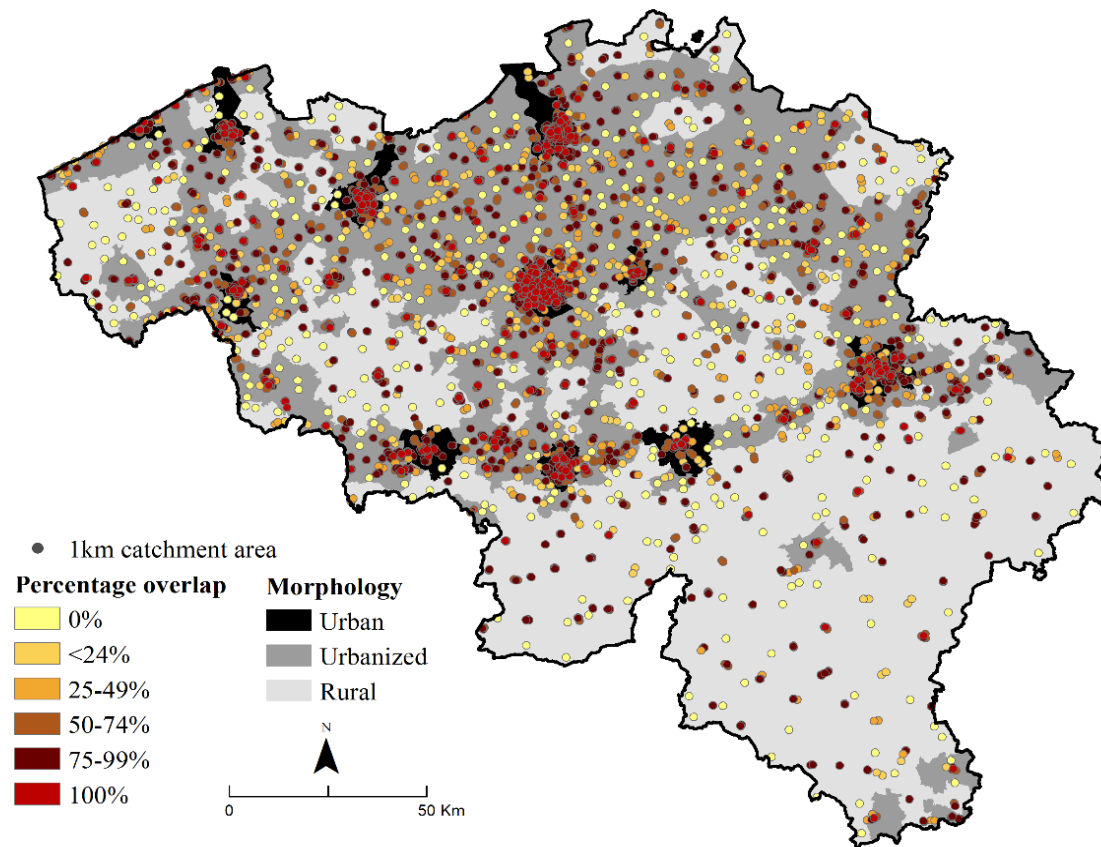 1km catchment area
Percentage overlap
0%
<24%
25-49%
50-74%
75-99%
100%
Morphology
Urban
Urbanized
Rural
N
0 50 Km